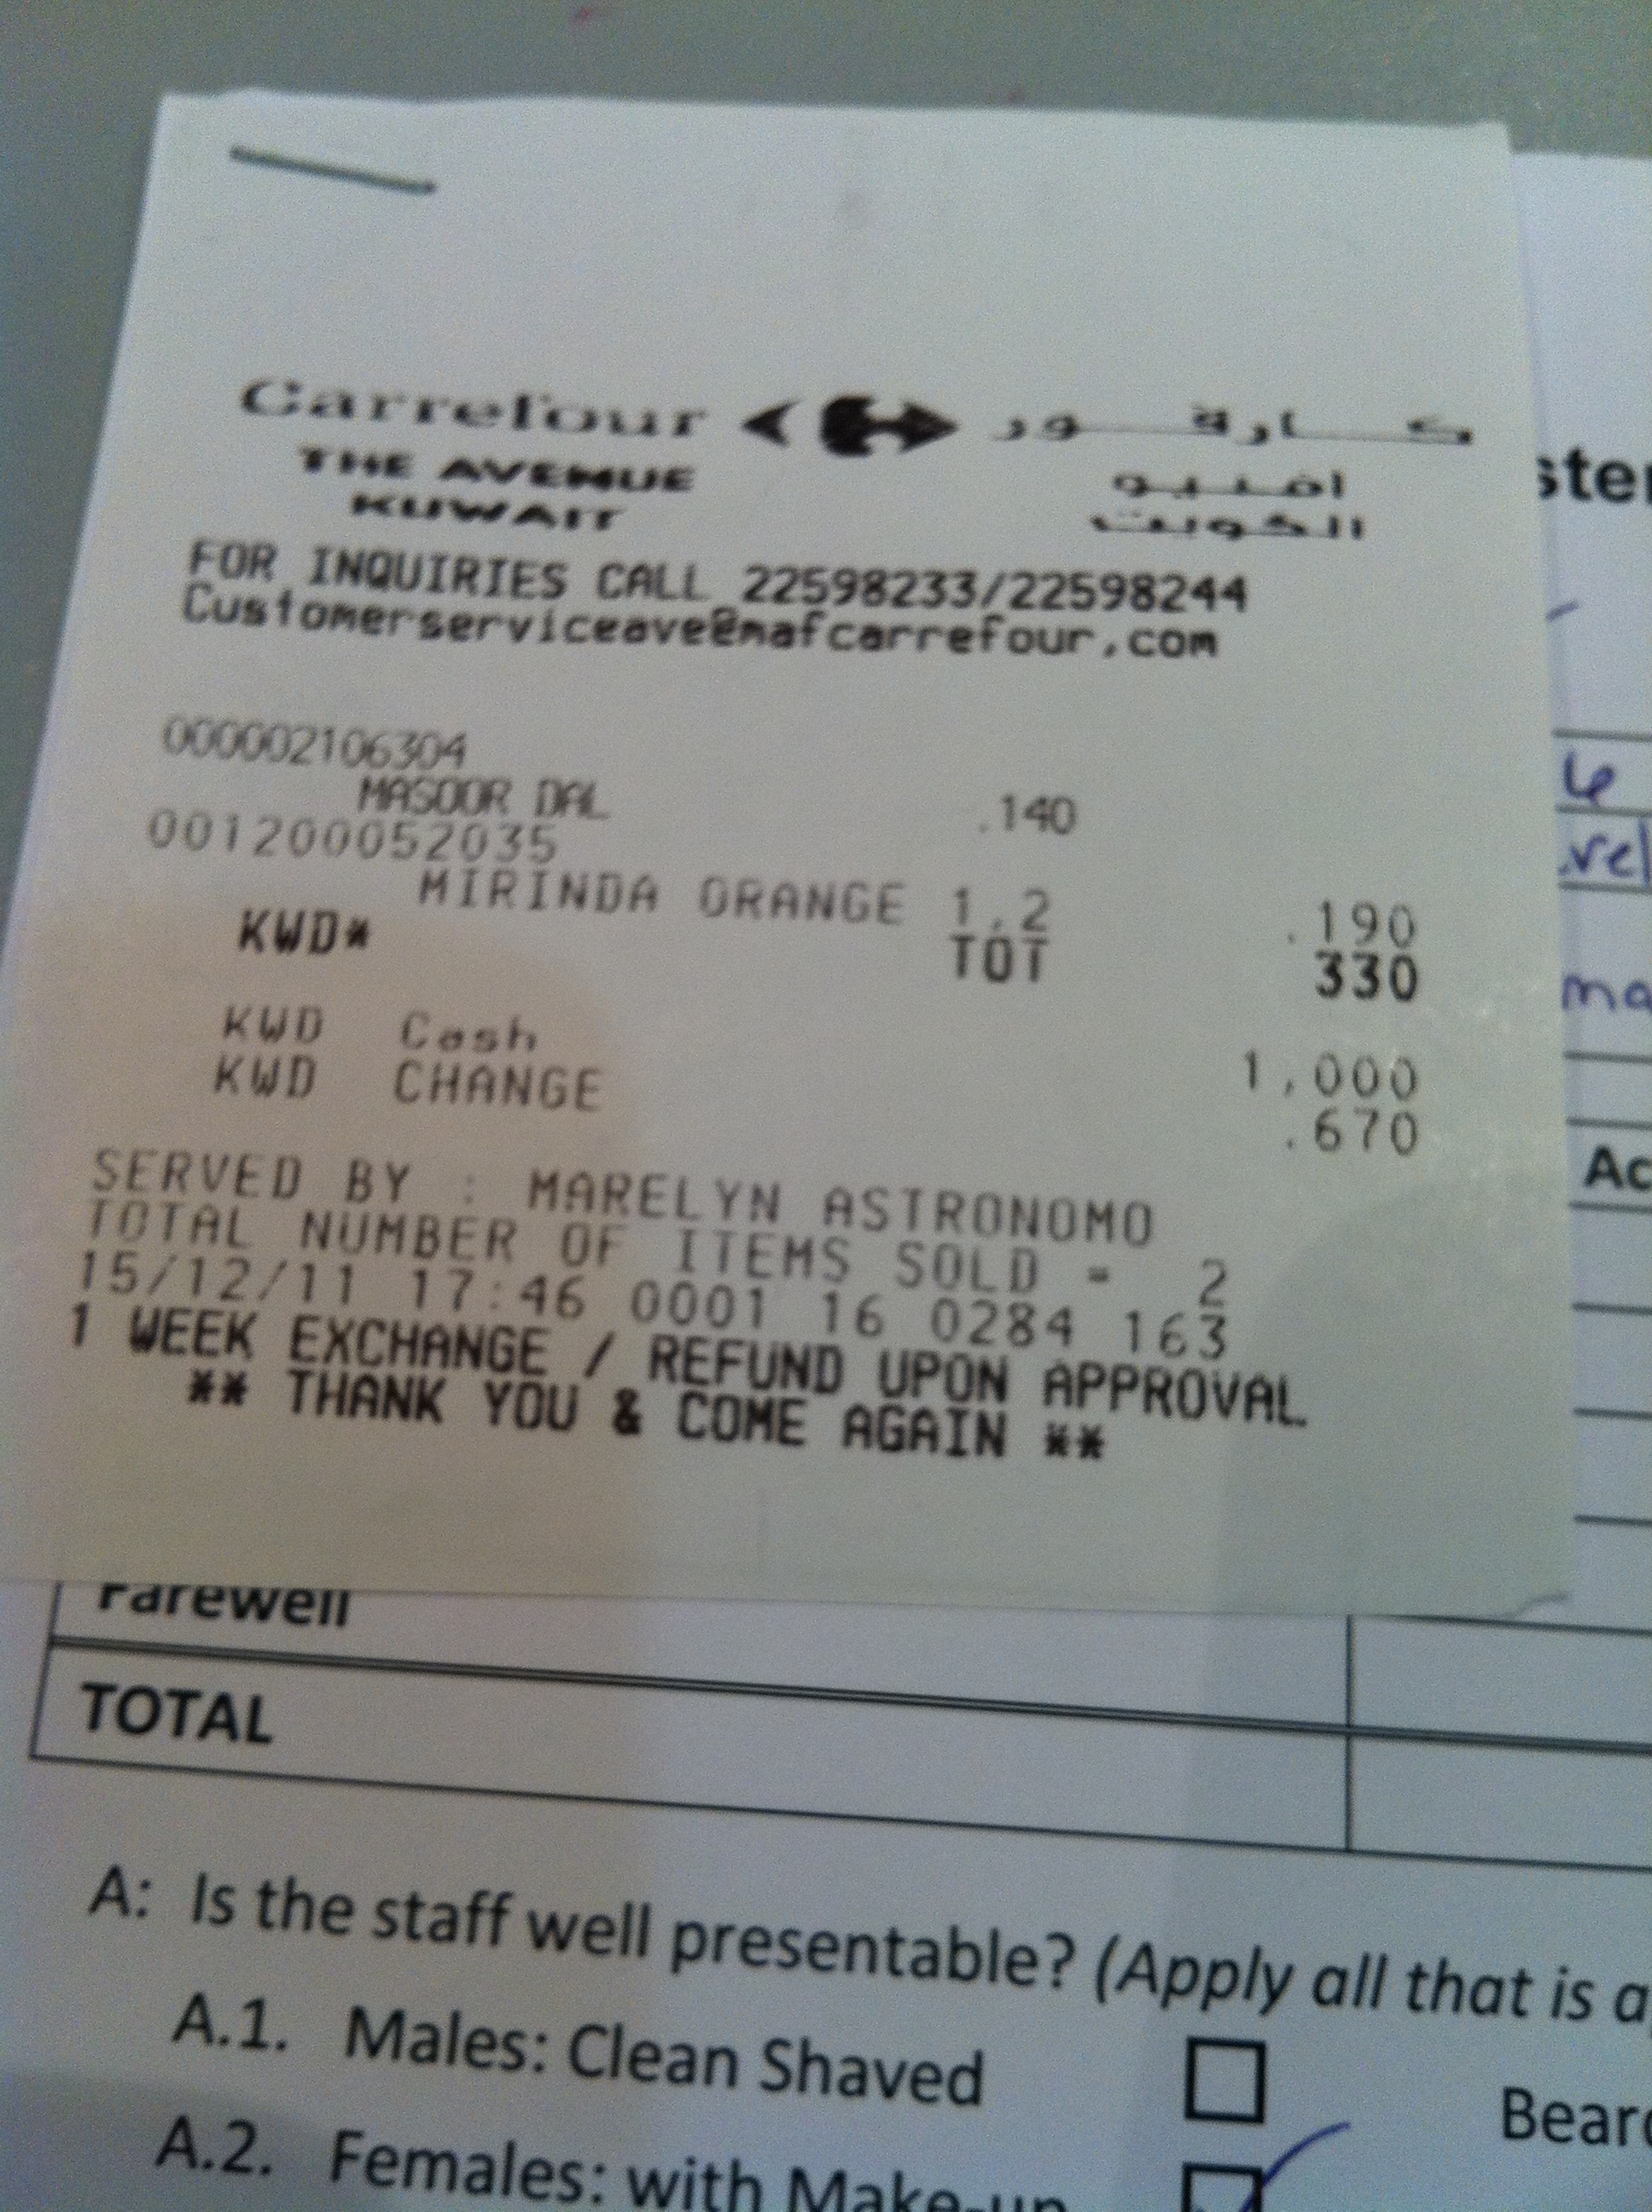 Carrefour كارفور
THE AVENUE افنيو
KUWAIT الكويت
FOR INQUIRIES CALL 22598233/22598244
Customerserviceave@mafcarrefour.com
000002106304
MASOOR DAL .140
001200052035
MIRINDA ORANGE 1,2 .190
KWD* TOT 330
KWD Cash 1,000
KWD CHANGE .670
SERVED BY : MARELYN ASTRONOMO
TOTAL NUMBER OF ITEMS SOLD = 2
15/12/11 17:46 0001 16 0284 163
1 WEEK EXCHANGE / REFUND UPON APPROVAL
** THANK YOU & COME AGAIN **
Farewell
TOTAL
A: Is the staff well presentable? (Apply all that is
A.1. Males: Clean Shaved
A.2. Females: with Make-up